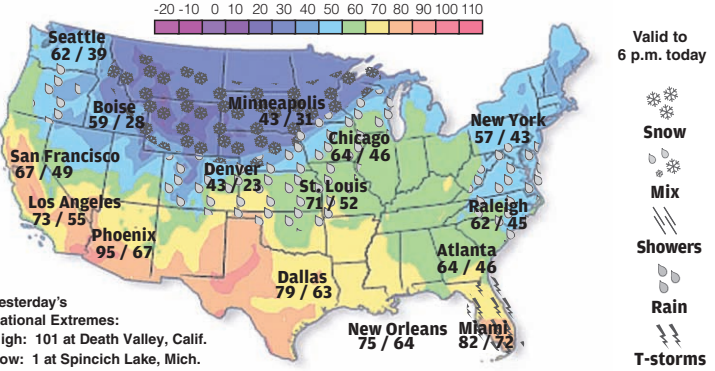 -20 -10 0 10 20 30 40 50 60 70 80 90 100 110
Seattle
62 / 39
Boise
59 / 28
Minneapolis
43 / 31
Chicago
64 / 46
New York
57 / 43
San Francisco
67 / 49
Denver
43 / 23
St. Louis
71 / 52
Los Angeles
73 / 55
Phoenix
95 / 67
Raleigh
62 / 45
Atlanta
64 / 46
Dallas
79 / 63
New Orleans
75 / 64
Miami
82 / 72
esterday's
ational Extremes:
igh: 101 at Death Valley, Calif.
ow: 1 at Spincich Lake, Mich.
Valid to
6 p.m. today
Snow
Mix
Showers
Rain
T-storms